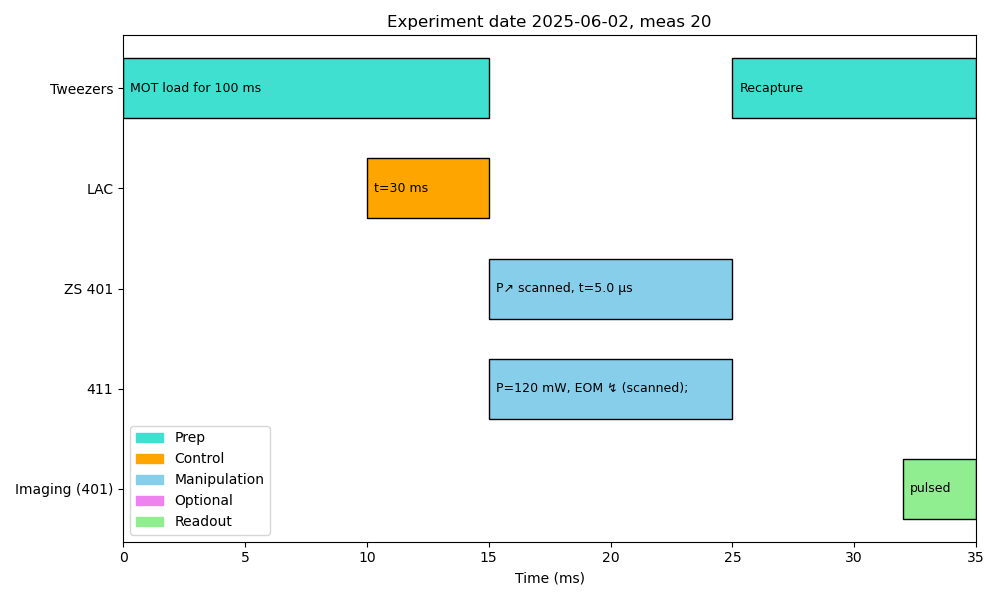 Experiment date 2025-06-02, meas 20
Tweezers
MOT load for 100 ms
Recapture
LAC
t=30 ms
ZS 401
P↗ scanned, t=5.0 µs
411
P=120 mW, EOM ↯ (scanned);
Imaging (401)
pulsed
Prep
Control
Manipulation
Optional
Readout
0 5 10 15 20 25 30 35
Time (ms)